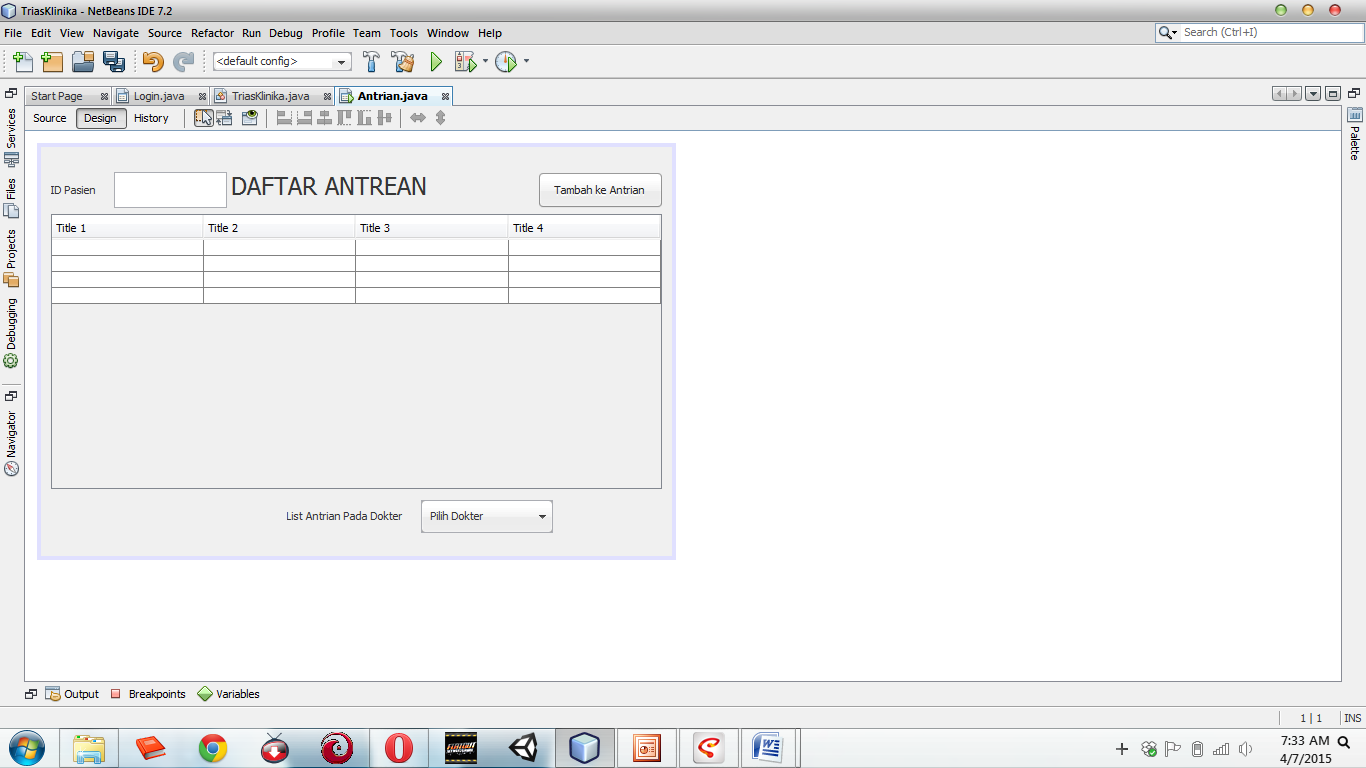 TriasKlinika - NetBeans IDE 7.2
File Edit View Navigate Source Refactor Run Debug Profile Team Tools Window Help
Search (Ctrl+I)
<default config>
Start Page Login.java TriasKlinika.java Antrian.java
Source Design History
Services
Files
Projects
Debugging
Navigator
Palette
ID Pasien DAFTAR ANTREAN Tambah ke Antrian
Title 1 Title 2 Title 3 Title 4
List Antrian Pada Dokter Pilih Dokter
Output Breakpoints Variables
1 | 1 INS
7:33 AM
4/7/2015